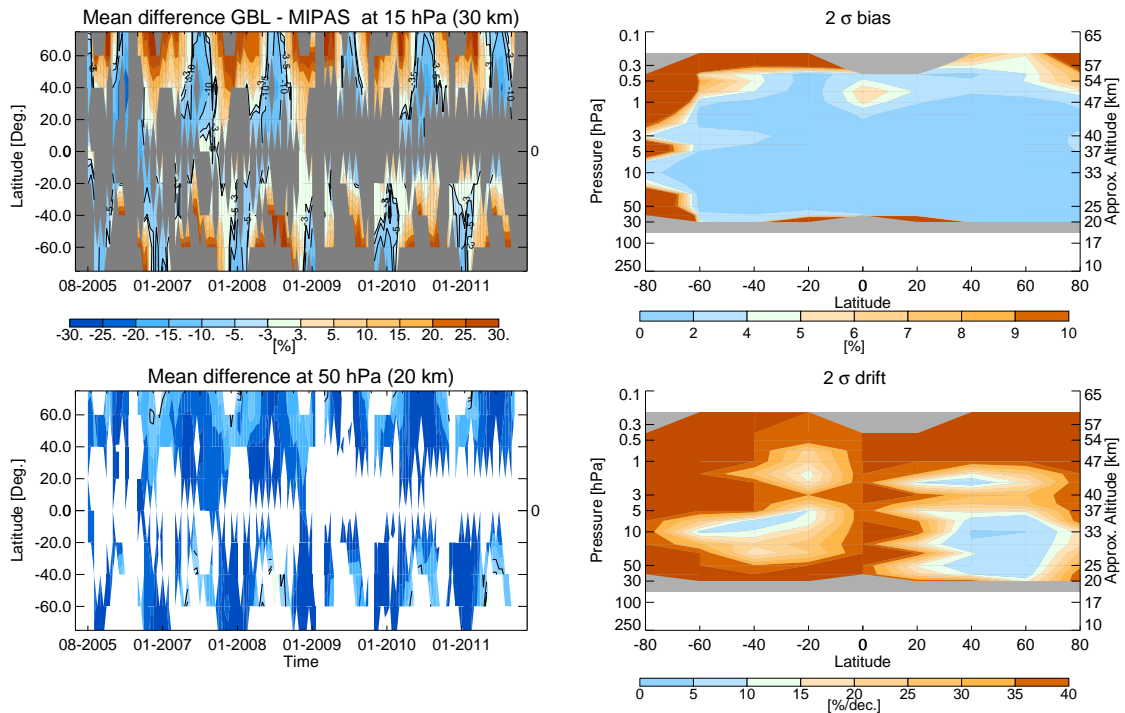 Mean difference GBL - MIPAS at 15 hPa (30 km)
Latitude [Deg.]
60.0
40.0
20.0
0.0
-20.0
-40.0
-60.0
0
08-2005 01-2007 01-2008 01-2009 01-2010 01-2011
-30. -25. -20. -15. -10. -5. -3. 3. 5. 10. 15. 20. 25. 30.
[%]
2 σ bias
Pressure [hPa]
0.1
0.3
0.5
1
3
5
10
50
30
100
250
Approx. Altitude [km]
65
57
54
47
40
37
33
24
20
17
10
-80 -60 -40 -20 0 20 40 60 80
Latitude
0 2 4 5 6 7 8 9 10
[%]
Mean difference at 50 hPa (20 km)
Latitude [Deg.]
60.0
40.0
20.0
0.0
-20.0
-40.0
-60.0
0
08-2005 01-2007 01-2008 01-2009 01-2010 01-2011
Time
2 σ drift
Pressure [hPa]
0.1
0.3
0.5
1
3
5
10
50
30
100
250
Approx. Altitude [km]
65
57
54
47
40
37
33
24
20
17
10
-80 -60 -40 -20 0 20 40 60 80
Latitude
0 5 10 15 20 25 30 35 40
[%/dec.]